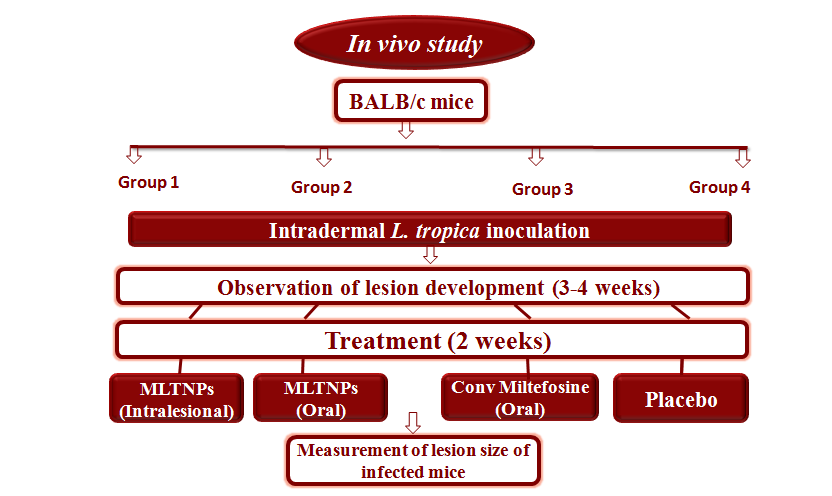 In vivo study
BALB/c mice
Group 1
Group 2
Group 3
Group 4
Intradermal L. tropica inoculation
Observation of lesion development (3-4 weeks)
Treatment (2 weeks)
MLTNPs
(Intralesional)
MLTNPs
(Oral)
Conv Miltefosine
(Oral)
Placebo
Measurement of lesion size of
infected mice